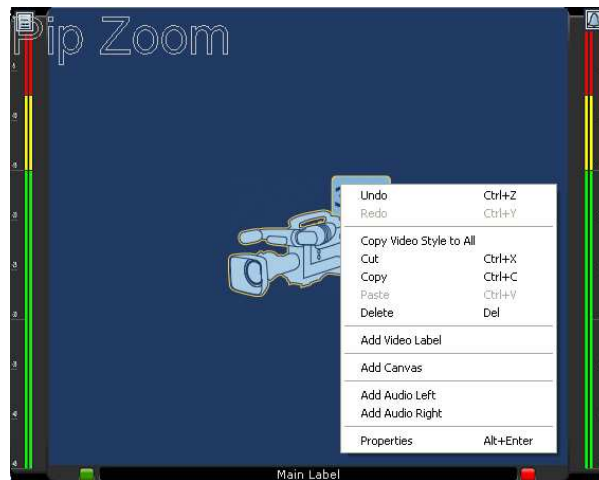 Pip Zoom
Undo Ctrl+Z
Redo Ctrl+Y
Copy Video Style to All
Cut Ctrl+X
Copy Ctrl+C
Paste Ctrl+V
Delete Del
Add Video Label
Add Canvas
Add Audio Left
Add Audio Right
Properties Alt+Enter
Main Label